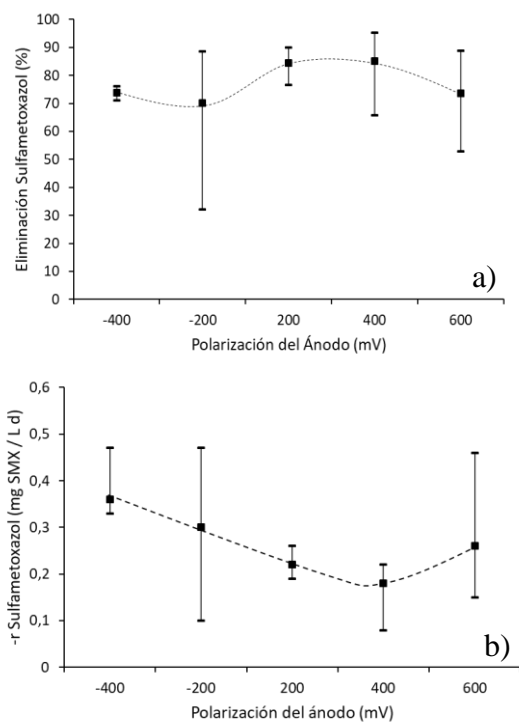 Eliminación Sulfametoxazol (%)
100
90
80
70
60
50
40
30
20
10
0
-400 -200 200 400 600
Polarización del Ánodo (mV)
a)
-r Sulfametoxazol (mg SMX / L d)
0,6
0,5
0,4
0,3
0,2
0,1
0
-400 -200 200 400 600
Polarización del ánodo (mV)
b)